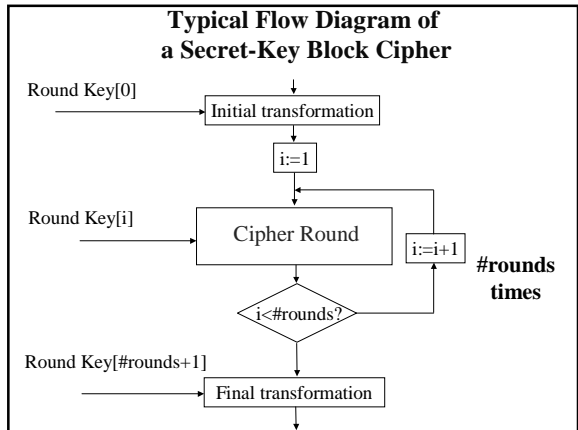 Typical Flow Diagram of
a Secret-Key Block Cipher
Round Key[0]
Initial transformation
i:=1
Round Key[i]
Cipher Round
i:=i+1
#rounds
times
i<#rounds?
Round Key[#rounds+1]
Final transformation